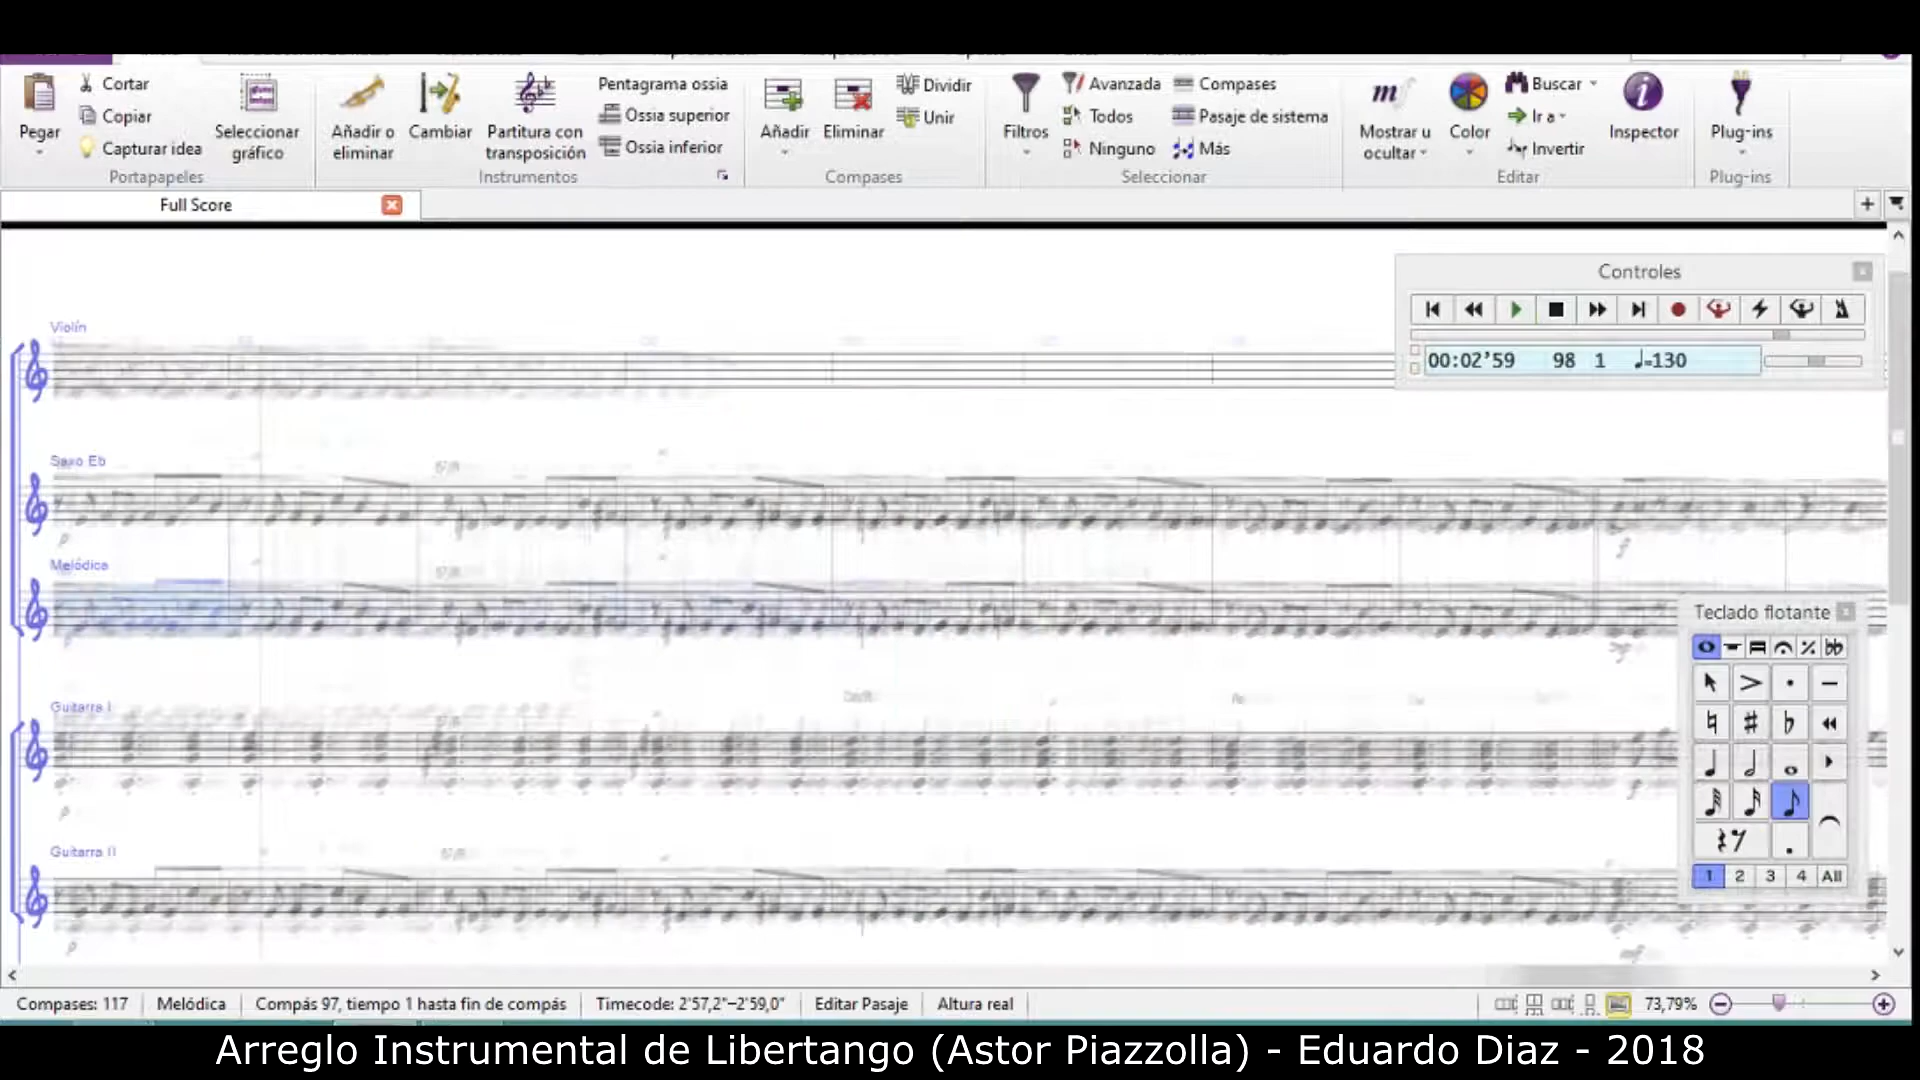 Pegar
Cortar
Copiar
Capturar idea
Seleccionar gráfico
Portapapeles
Añadir o eliminar
Cambiar
Partitura con transposición
Pentagrama ossia
Ossia superior
Ossia inferior
Instrumentos
Añadir
Eliminar
Dividir
Unir
Compases
Filtros
Avanzada
Todos
Ninguno
Compases
Pasaje de sistema
Más
Seleccionar
mf
Mostrar u ocultar
Color
Buscar
Ir a
Invertir
Inspector
Editar
Plug-ins
Plug-ins
Full Score
Controles
00:02’59 98 1 ♩=130
Violín
Saxo Eb
Melódica
Guitarra I
Guitarra II
Teclado flotante
1 2 3 4 All
Compases: 117
Melódica
Compás 97, tiempo 1 hasta fin de compás
Timecode: 2'57,2"−2'59,0"
Editar Pasaje
Altura real
73,79%
Arreglo Instrumental de Libertango (Astor Piazzolla) - Eduardo Diaz - 2018